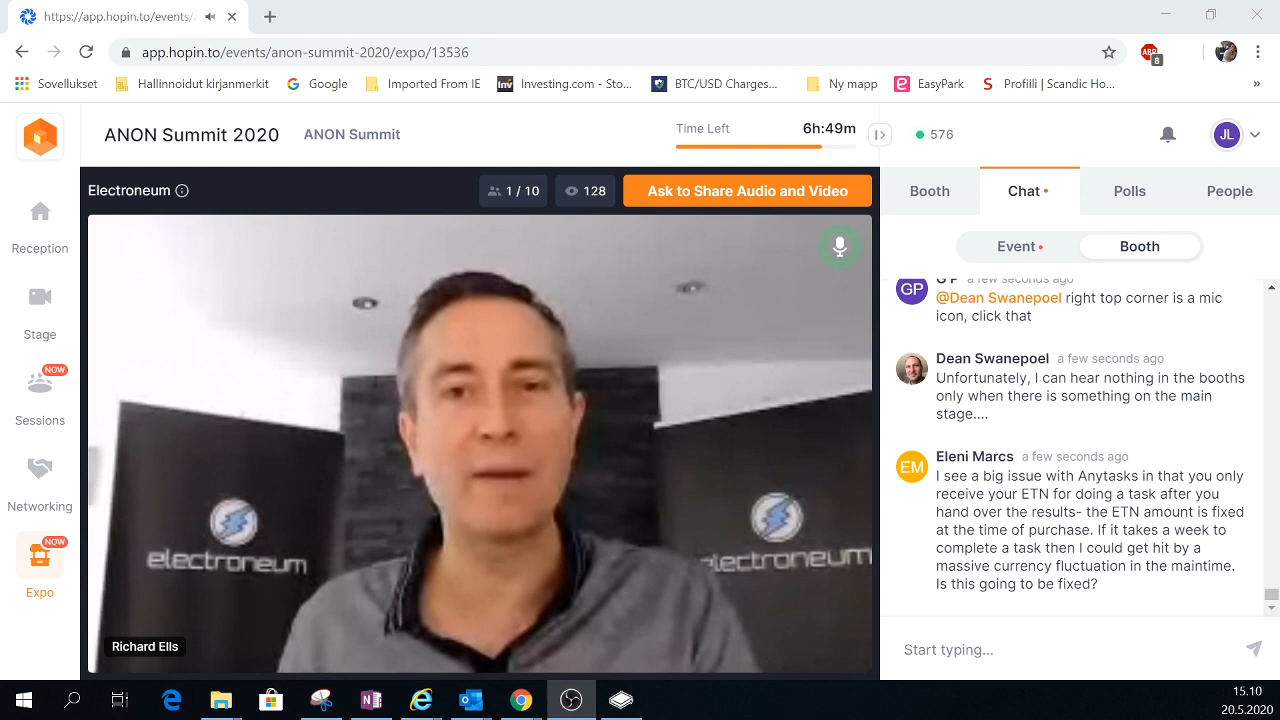 https://app.hopin.to/events/
app.hopin.to/events/anon-summit-2020/expo/13536
ABP
8
Sovellukset
Hallinnoidut kirjanmerkit
Google
Imported From IE
Inv
Investing.com - Sto...
BTC/USD Charges...
Ny mapp
EasyPark
Profiili | Scandic Ho...
»
ANON Summit 2020
ANON Summit
Time Left
6h:49m
576
JL
Reception
Stage
NOW
Sessions
Networking
NOW
Expo
Electroneum
1 / 10
128
Ask to Share Audio and Video
electroneum
electroneum
Richard Ells
Booth
Chat
Polls
People
Event
Booth
GP
G P a few seconds ago
@Dean Swanepoel right top corner is a mic
icon, click that
Dean Swanepoel a few seconds ago
Unfortunately, I can hear nothing in the booths
only when there is something on the main
stage....
EM
Eleni Marcs a few seconds ago
I see a big issue with Anytasks in that you only
receive your ETN for doing a task after you
hand over the results- the ETN amount is fixed
at the time of purchase. If it takes a week to
complete a task then I could get hit by a
massive currency fluctuation in the maintime.
Is this going to be fixed?
Start typing...
15.10
20.5.2020